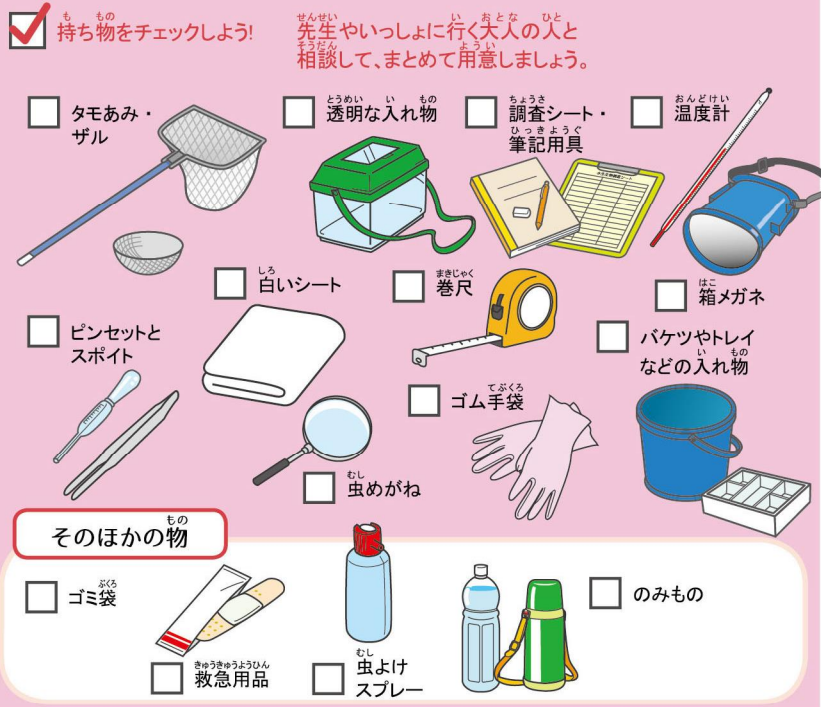 持ち物をチェックしよう!
先生やいっしょに行く大人の人と
相談して、まとめて用意しましょう。
タモあみ・
ザル
透明な入れ物
調査シート・
筆記用具
温度計
白いシート
巻尺
箱メガネ
ピンセットと
スポイト
バケツやトレイ
などの入れ物
ゴム手袋
虫めがね
そのほかの物
ゴミ袋
のみもの
救急用品
虫よけ
スプレー